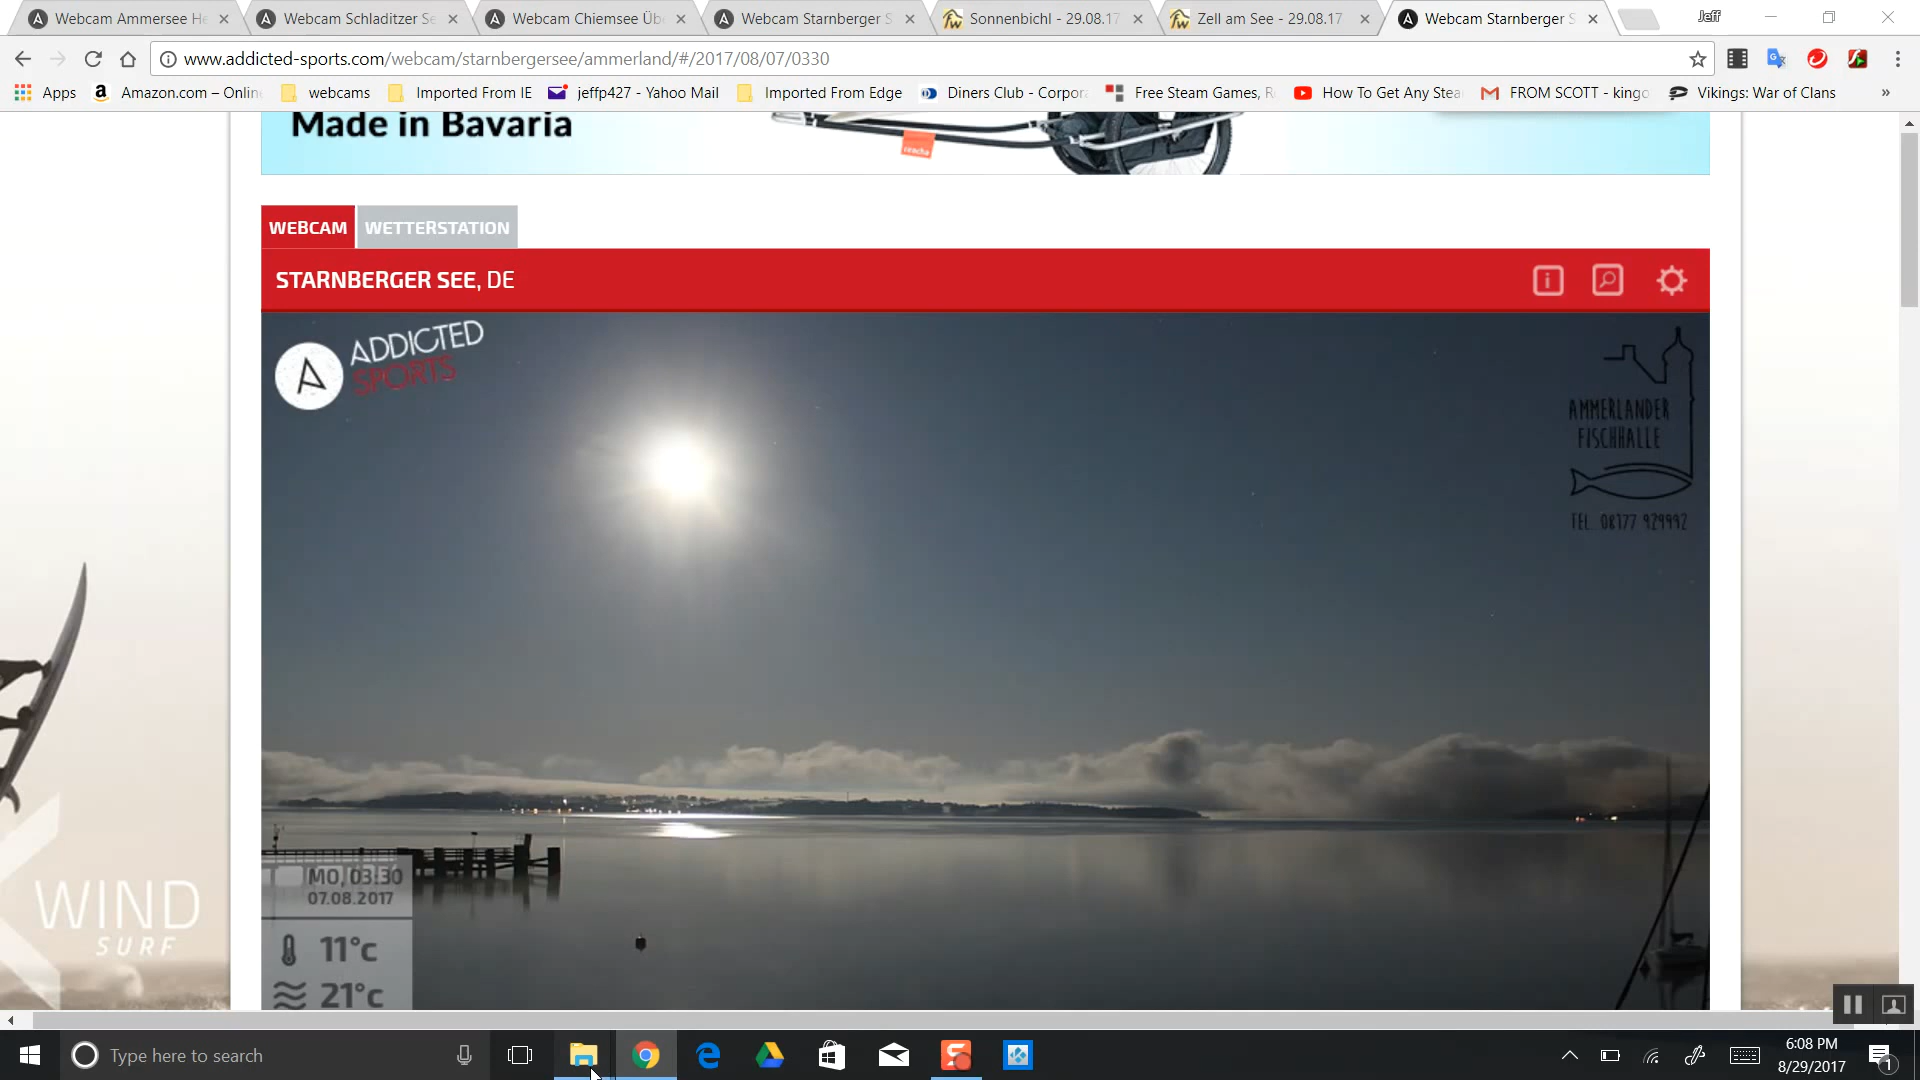 Webcam Ammersee He
Webcam Schladitzer Se
Webcam Chiemsee Üb
Webcam Starnberger S
Sonnenbichl - 29.08.17
Zell am See - 29.08.17
Webcam Starnberger S
Jeff
www.addicted-sports.com/webcam/starnbergersee/ammerland/#/2017/08/07/0330
Apps
Amazon.com – Onlin
webcams
Imported From IE
jeffp427 - Yahoo Mail
Imported From Edge
Diners Club - Corpora
Free Steam Games, R
How To Get Any Stea
FROM SCOTT - kingo
Vikings: War of Clans
»
Made in Bavaria
WEBCAM
WETTERSTATION
STARNBERGER SEE, DE
ADDICTED
SPORTS
AMMERLANDER
FISCHHALLE
TEL. 08177 929992
MO, 03:30
07.08.2017
11°c
21°c
WIND
SURF
Type here to search
6:08 PM
8/29/2017
1